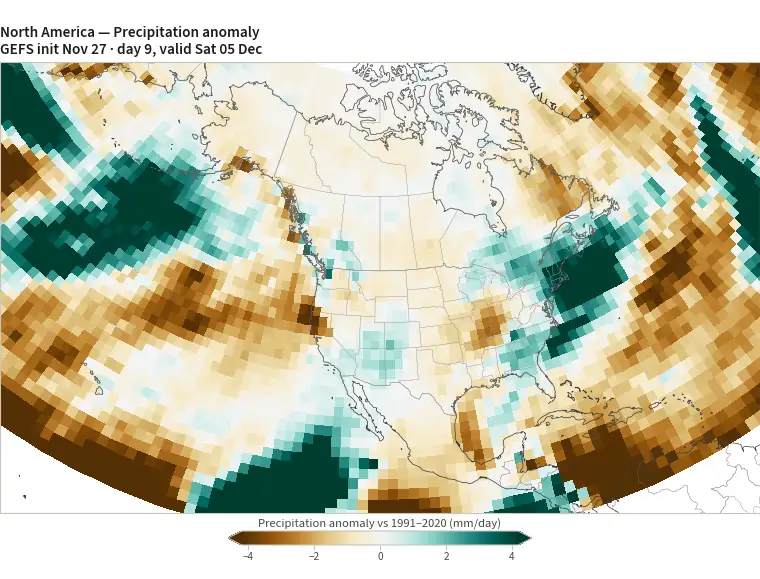 North America — Precipitation anomaly
GEFS init Nov 27 · day 9, valid Sat 05 Dec
Precipitation anomaly vs 1991–2020 (mm/day)
−4 −2 0 2 4